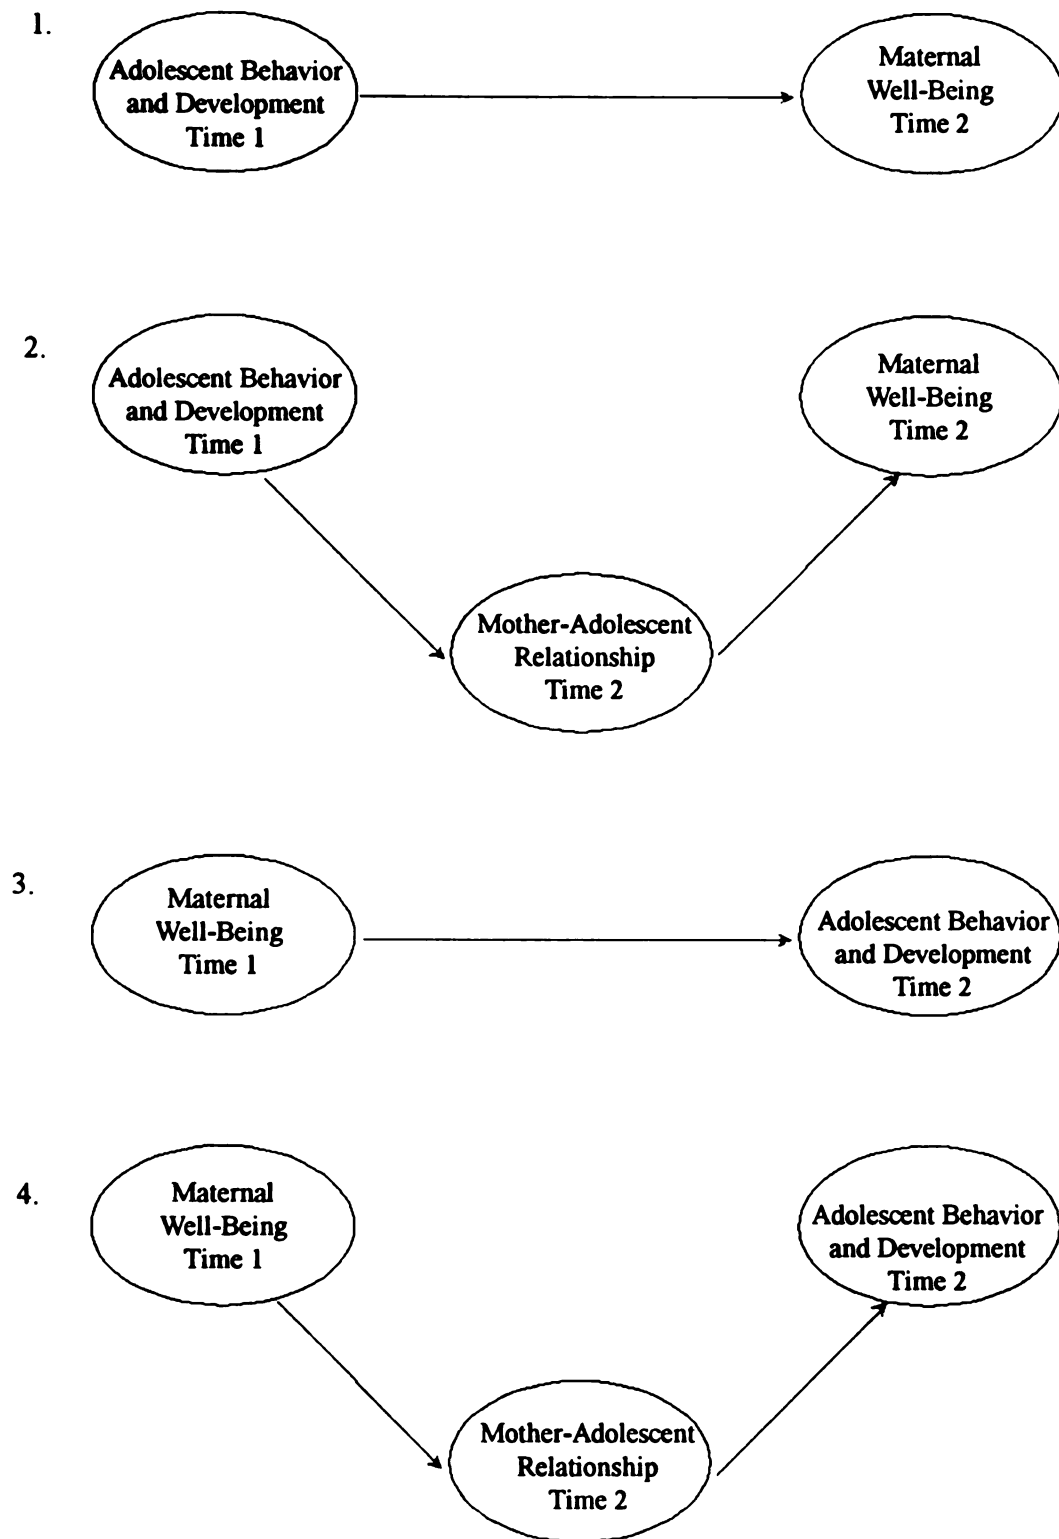 1.
Adolescent Behavior
and Development
Time 1
Maternal
Well-Being
Time 2
2.
Adolescent Behavior
and Development
Time 1
Maternal
Well-Being
Time 2
Mother-Adolescent
Relationship
Time 2
3.
Maternal
Well-Being
Time 1
Adolescent Behavior
and Development
Time 2
4.
Maternal
Well-Being
Time 1
Adolescent Behavior
and Development
Time 2
Mother-Adolescent
Relationship
Time 2